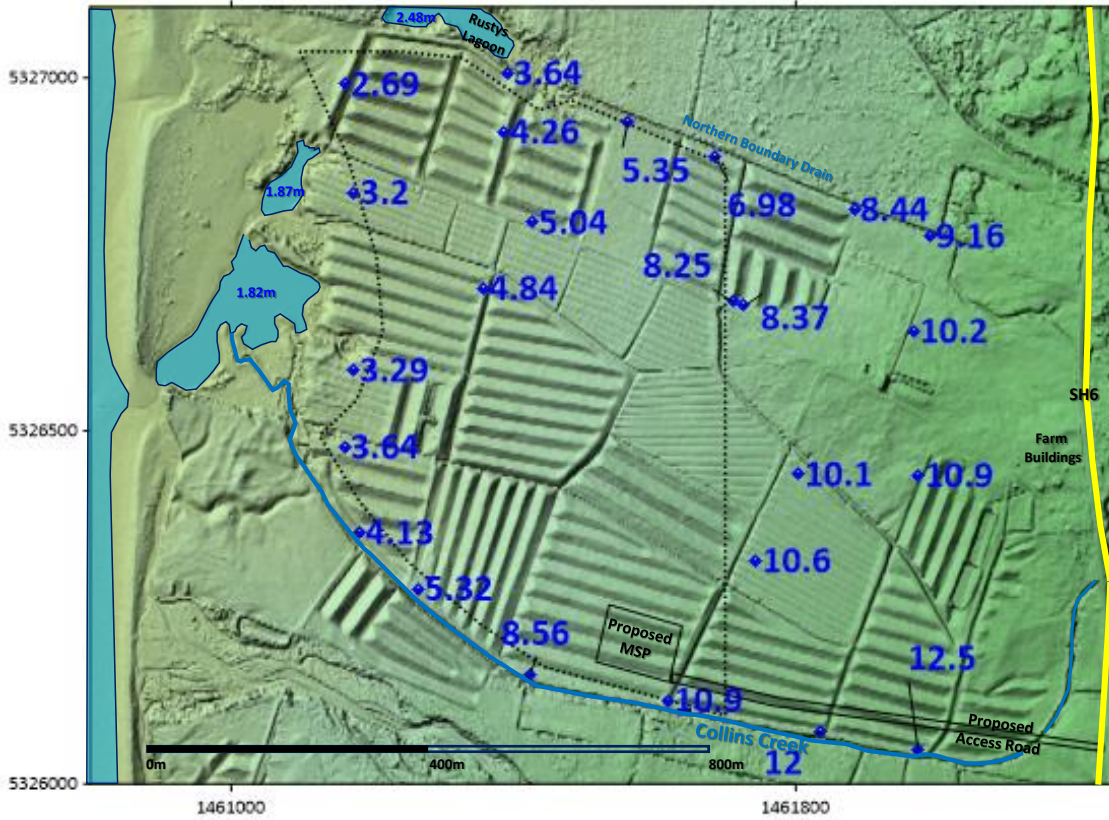 2.48m
Rustys
Lagoon
5327000
3.64
2.69
4.26
Northern Boundary Drain
5.35
1.87m
3.2
6.98
8.44
5.04
9.16
8.25
1.82m
4.84
8.37
10.2
3.29
SH6
5326500
3.64
Farm
Buildings
10.1
10.9
4.13
10.6
5.32
8.56
Proposed
MSP
12.5
10.9
Proposed
Access Road
Collins Creek
12
0m
400m
800m
5326000
1461000
1461800